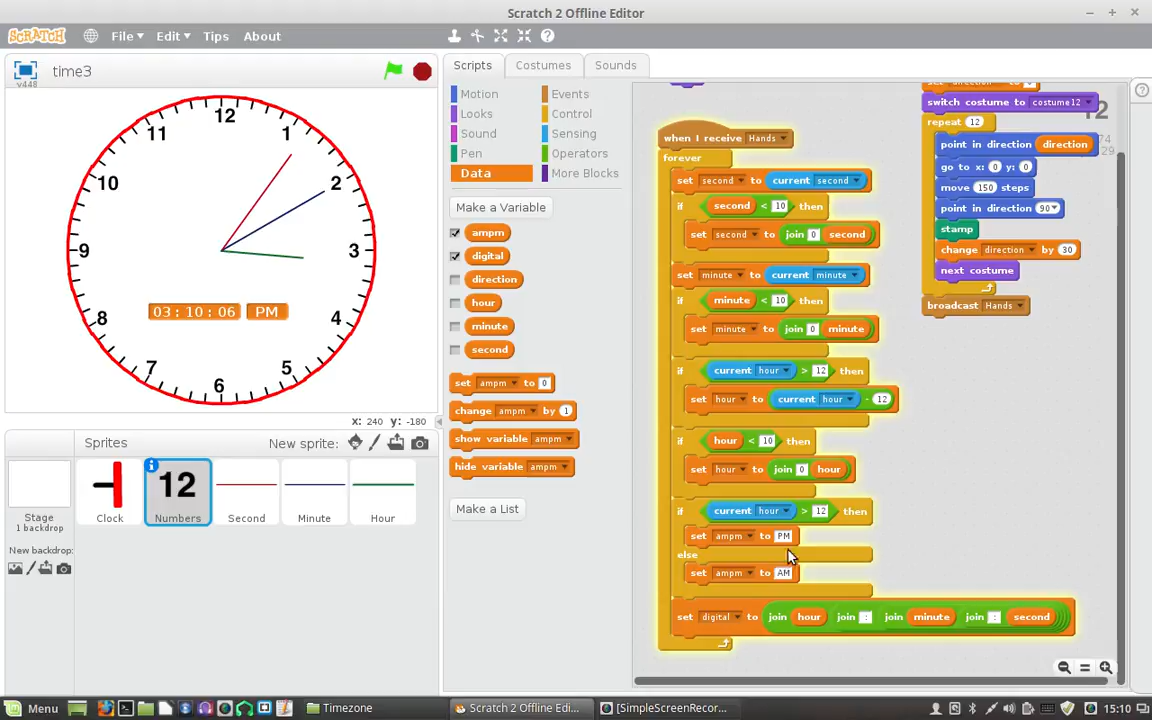 Scratch 2 Offline Editor
SCRATCH File Edit Tips About
v448 time3
Scripts Costumes Sounds
12
1
2
3
4
5
6
7
8
9
10
11
03 : 10 : 06 PM
x: 240 y: -180
Motion Events
Looks Control
Sound Sensing
Pen Operators
Data More Blocks
Make a Variable
ampm
digital
direction
hour
minute
second
set ampm to 0
change ampm by 1
show variable ampm
hide variable ampm
Make a List
when I receive Hands
forever
set second to current second
if second < 10 then
set second to join 0 second
set minute to current minute
if minute < 10 then
set minute to join 0 minute
if current hour > 12 then
set hour to current hour - 12
if hour < 10 then
set hour to join 0 hour
if current hour > 12 then
set ampm to PM
else
set ampm to AM
set digital to join hour join : join minute join : second
switch costume to costume12
repeat 12
point in direction direction
go to x: 0 y: 0
move 150 steps
point in direction 90
stamp
change direction by 30
next costume
broadcast Hands
12
Sprites New sprite:
Stage
1 backdrop
New backdrop:
12
Clock Numbers Second Minute Hour
Menu Timezone Scratch 2 Offline Edi... [SimpleScreenRecor... 15:10